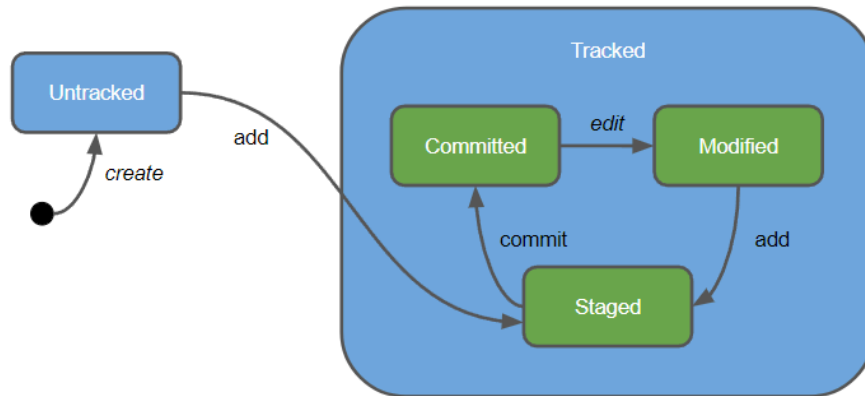 Tracked
Untracked
add
create
Committed
edit
Modified
commit
add
Staged